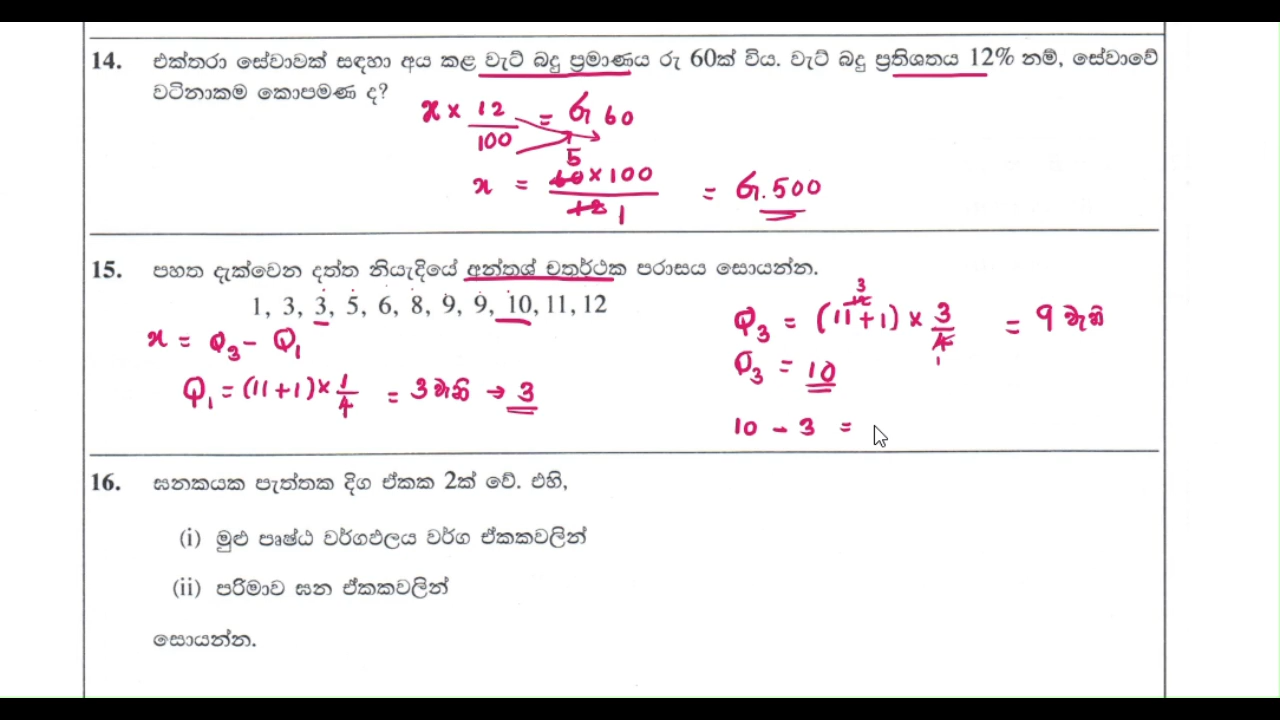 14. එක්තරා සේවාවක් සඳහා අය කළ වැට් බදු ප්‍රමාණය රු 60ක් විය. වැට් බදු ප්‍රතිශතය 12% නම්, සේවාවේ
වටිනාකම කොපමණ ද?
x × 12/100 = රු 60
x = 60 × 100 / 12 = රු. 500
5
1
15. පහත දැක්වෙන දත්ත නියැදියේ අන්තශ් චතුර්ථක පරාසය සොයන්න.
1, 3, 3, 5, 6, 8, 9, 9, 10, 11, 12
x = Q₃ - Q₁
Q₁ = (11 + 1) × 1/4 = 3 වැනි → 3
3
Q₃ = (11 + 1) × 3/4 = 9 වැනි
1
Q₃ = 10
10 - 3 =
16. ඝනකයක පැත්තක දිග ඒකක 2ක් වේ. එහි,
(i) මුළු පෘෂ්ඨ වර්ගඵලය වර්ග ඒකකවලින්
(ii) පරිමාව ඝන ඒකකවලින්
සොයන්න.